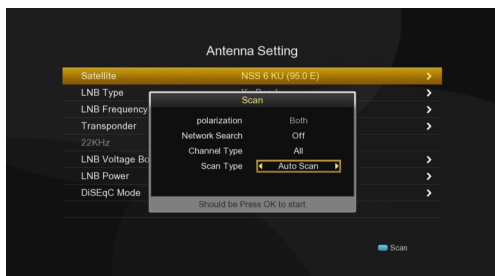 Antenna Setting
Satellite NSS 6 KU (95.0 E)
LNB Type
Scan
LNB Frequency
polarization Both
Transponder
Network Search Off
22KHz
Channel Type All
LNB Voltage
Scan Type Auto Scan
LNB Power
DiSEqC Mode
Should be Press OK to start
Scan